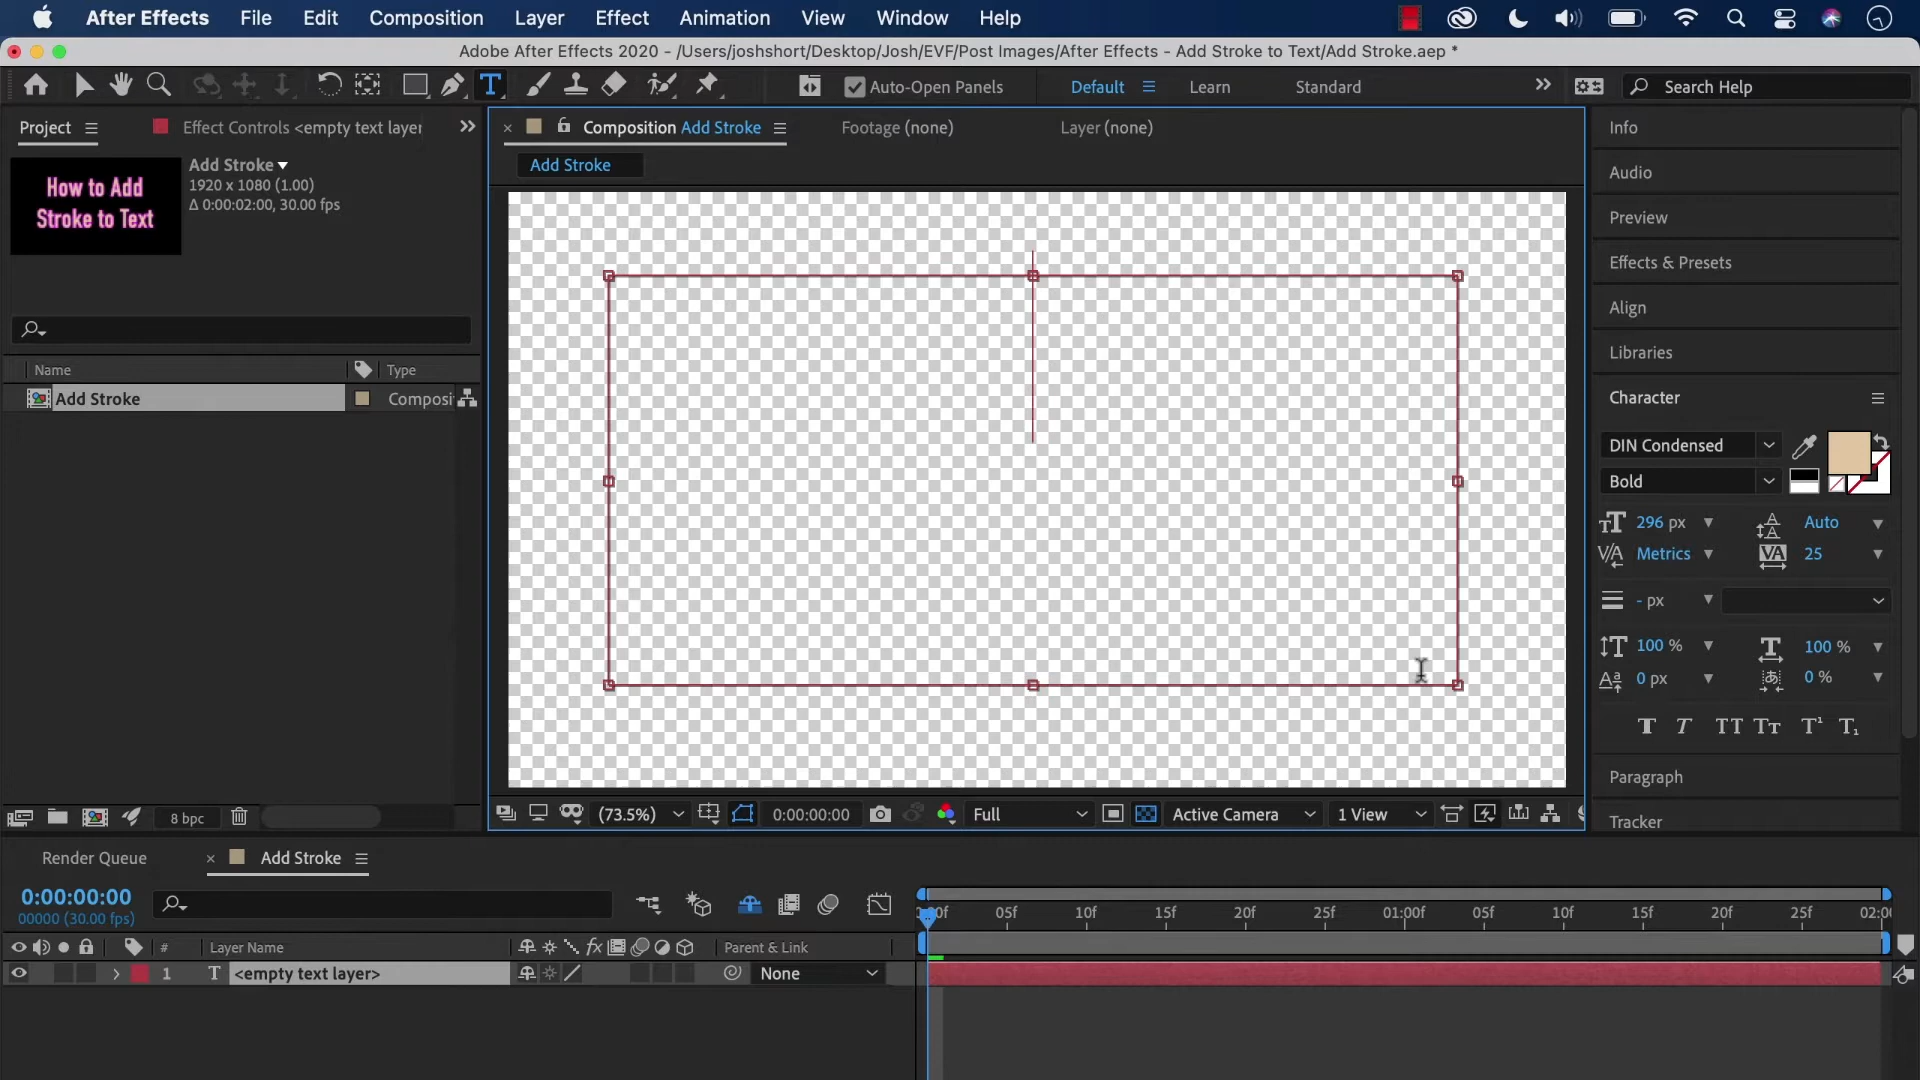 After Effects File Edit Composition Layer Effect Animation View Window Help
Adobe After Effects 2020 - /Users/joshshort/Desktop/Josh/EVF/Post Images/After Effects - Add Stroke to Text/Add Stroke.aep *
Auto-Open Panels Default Learn Standard Search Help
Project Effect Controls <empty text layer
Composition Add Stroke Footage (none) Layer (none)
Add Stroke
How to Add
Stroke to Text
Add Stroke
1920 x 1080 (1.00)
Δ 0:00:02:00, 30.00 fps
Name Type
Add Stroke Composi
8 bpc
(73.5%) 0:00:00:00 Full Active Camera 1 View
Info
Audio
Preview
Effects & Presets
Align
Libraries
Character
DIN Condensed
Bold
296 px Auto
Metrics 25
- px
100 % 100 %
0 px 0 %
T T TT Tt T¹ T₁
Paragraph
Tracker
Render Queue Add Stroke
0:00:00:00
00000 (30.00 fps)
05f 10f 15f 20f 25f 01:00f 05f 10f 15f 20f 25f
# Layer Name fx Parent & Link
1 T <empty text layer> None